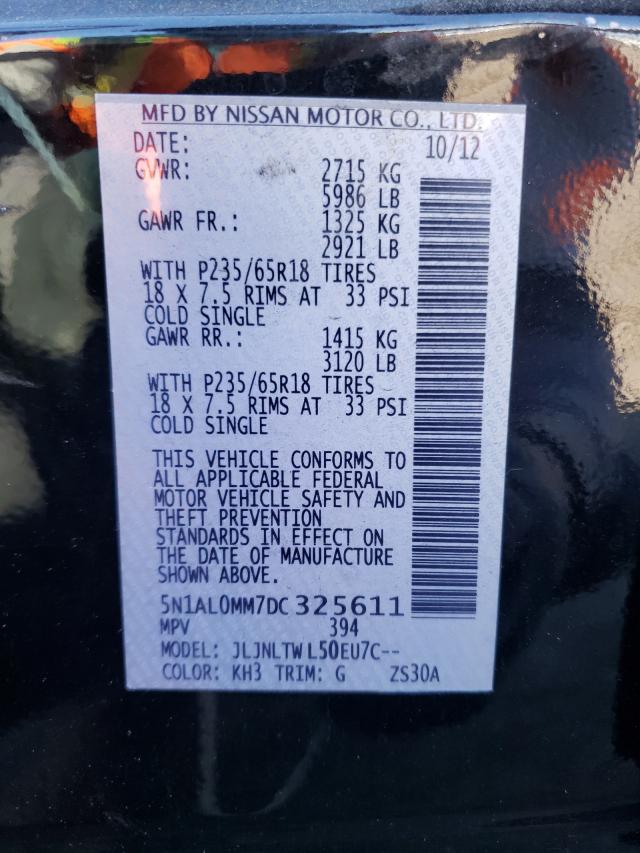 MFD BY NISSAN MOTOR CO., LTD.
DATE: 10/12
GVWR: 2715 KG
5986 LB
GAWR FR.: 1325 KG
2921 LB
WITH P235/65R18 TIRES
18 X 7.5 RIMS AT 33 PSI
COLD SINGLE
GAWR RR.: 1415 KG
3120 LB
WITH P235/65R18 TIRES
18 X 7.5 RIMS AT 33 PSI
COLD SINGLE
THIS VEHICLE CONFORMS TO
ALL APPLICABLE FEDERAL
MOTOR VEHICLE SAFETY AND
THEFT PREVENTION
STANDARDS IN EFFECT ON
THE DATE OF MANUFACTURE
SHOWN ABOVE.
5N1AL0MM7DC 325611
MPV 394
MODEL: JLJNLTW L50EU7C--
COLOR: KH3 TRIM: G ZS30A